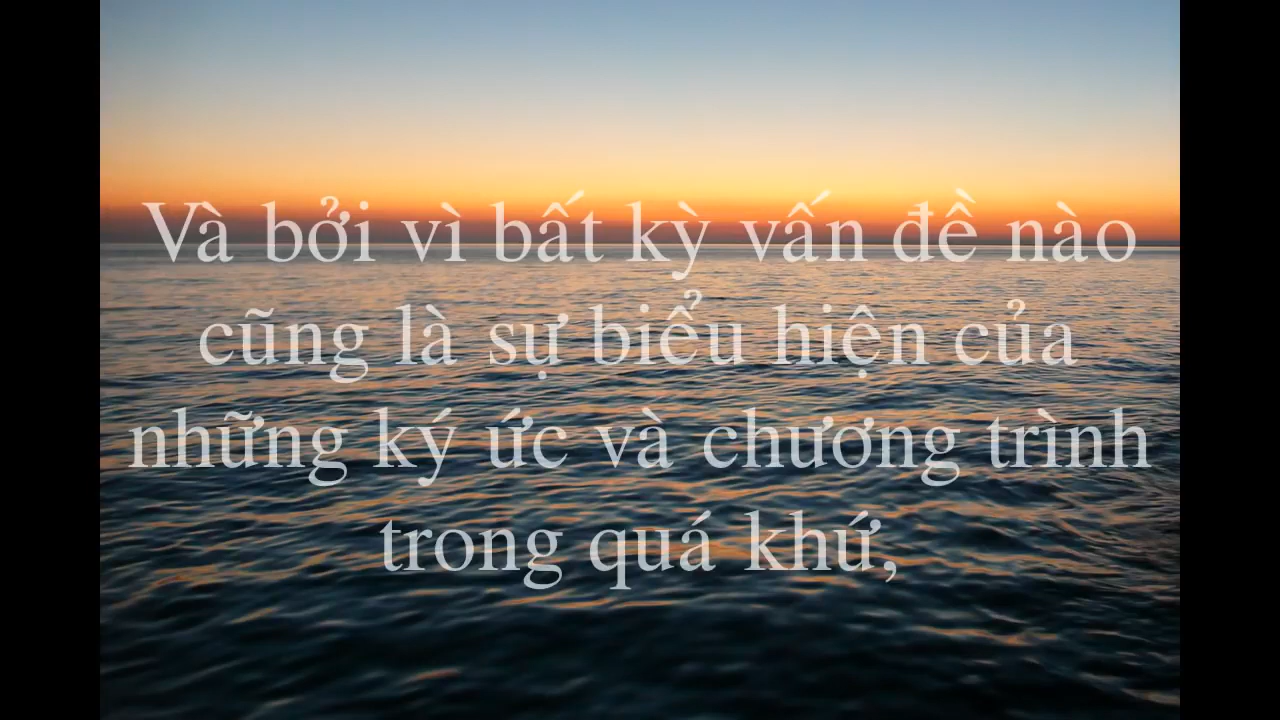 Và bởi vì bất kỳ vấn đề nào
cũng là sự biểu hiện của
những ký ức và chương trình
trong quá khứ,